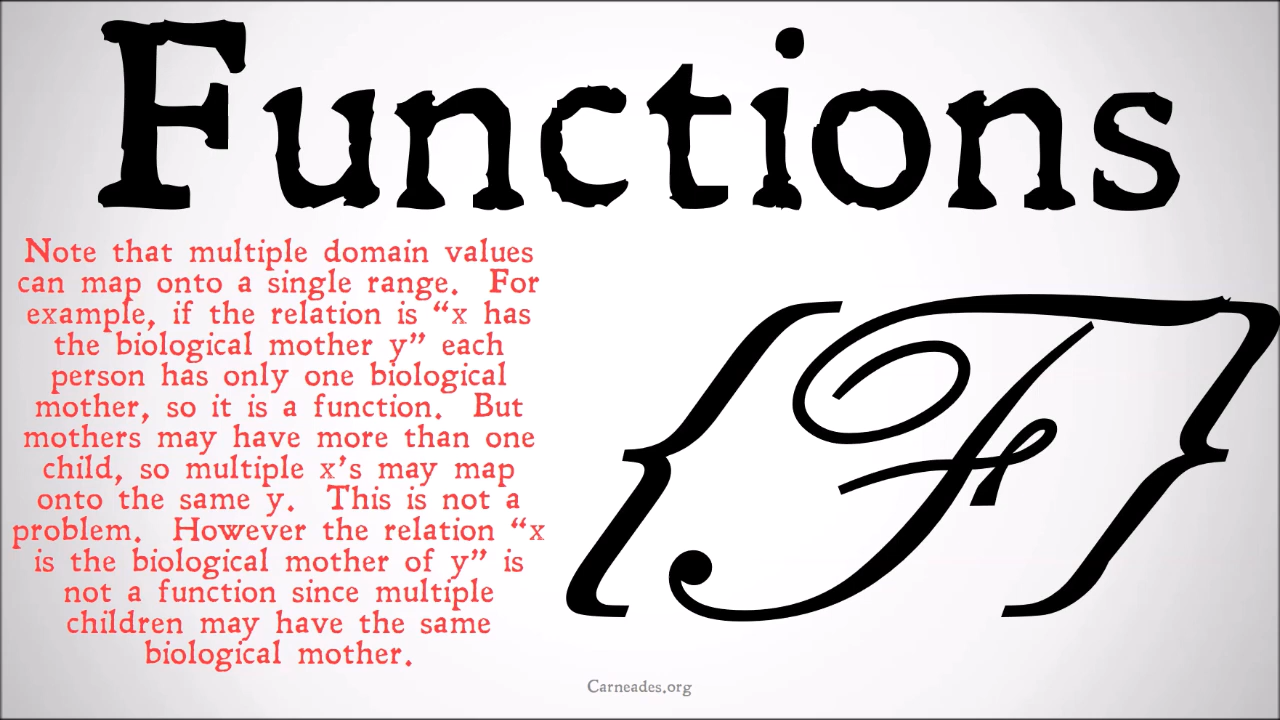 Functions
Note that multiple domain values
can map onto a single range. For
example, if the relation is “x has
the biological mother y” each
person has only one biological
mother, so it is a function. But
mothers may have more than one
child, so multiple x’s may map
onto the same y. This is not a
problem. However the relation “x
is the biological mother of y” is
not a function since multiple
children may have the same
biological mother.
{F}
Carneades.org